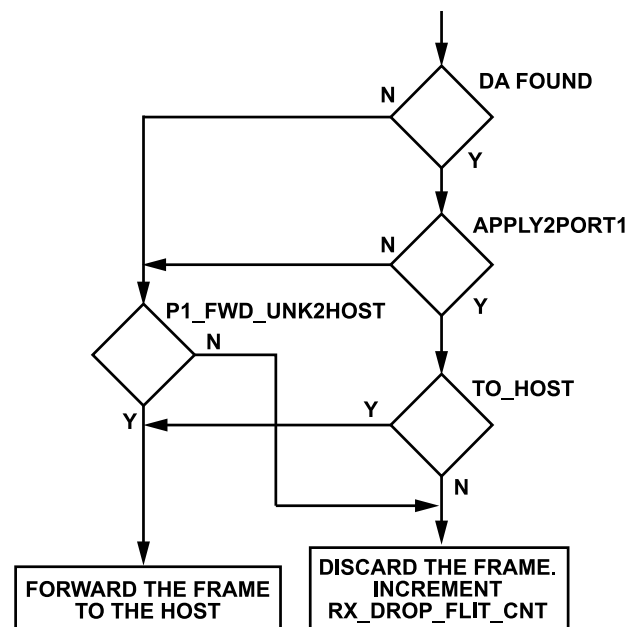 DA FOUND
N
Y
APPLY2PORT1
N
Y
P1_FWD_UNK2HOST
N
Y
TO_HOST
Y
N
FORWARD THE FRAME
TO THE HOST
DISCARD THE FRAME.
INCREMENT
RX_DROP_FLIT_CNT